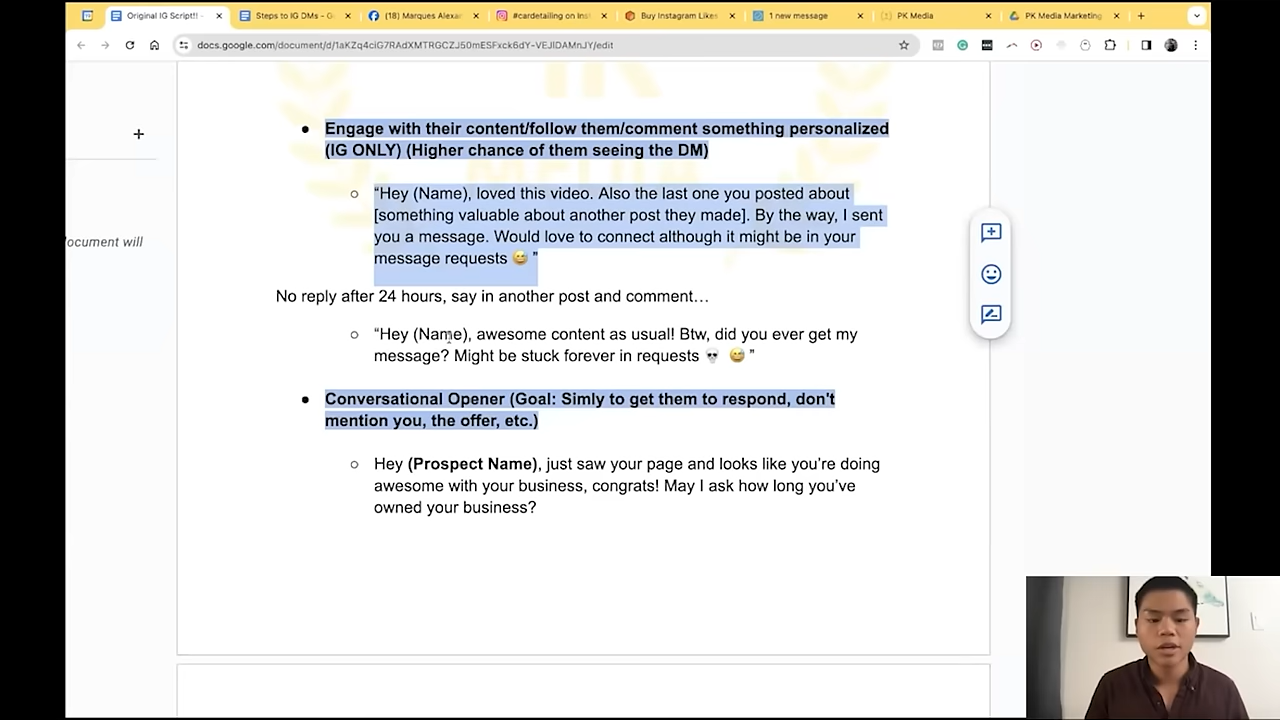 Original IG Script!! -
Steps to IG DMs - G
(18) Marques Alexan
#cardetailing on Inst
Buy Instagram Likes
1 new message
PK Media
PK Media Marketing
docs.google.com/document/d/1aKZq4ciG7RAdXMTRGCZJ50mESFxck6dY-VEJIDAMnJY/edit
ocument will
• Engage with their content/follow them/comment something personalized
(IG ONLY) (Higher chance of them seeing the DM)
○ “Hey (Name), loved this video. Also the last one you posted about
[something valuable about another post they made]. By the way, I sent
you a message. Would love to connect although it might be in your
message requests 😅 ”
No reply after 24 hours, say in another post and comment…
○ “Hey (Name), awesome content as usual! Btw, did you ever get my
message? Might be stuck forever in requests 💀 😅 ”
• Conversational Opener (Goal: Simly to get them to respond, don't
mention you, the offer, etc.)
○ Hey (Prospect Name), just saw your page and looks like you’re doing
awesome with your business, congrats! May I ask how long you’ve
owned your business?